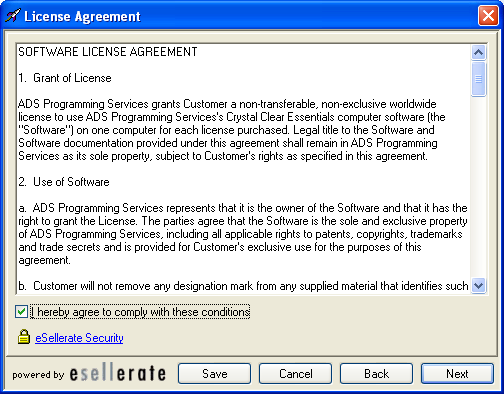 License Agreement
SOFTWARE LICENSE AGREEMENT
1. Grant of License
ADS Programming Services grants Customer a non-transferable, non-exclusive worldwide
license to use ADS Programming Services's Crystal Clear Essentials computer software (the
"Software") on one computer for each license purchased. Legal title to the Software and
Software documentation provided under this agreement shall remain in ADS Programming
Services as its sole property, subject to Customer's rights as specified in this agreement.
2. Use of Software
a. ADS Programming Services represents that it is the owner of the Software and that it has the
right to grant the License. The parties agree that the Software is the sole and exclusive property
of ADS Programming Services, including all applicable rights to patents, copyrights, trademarks
and trade secrets and is provided for Customer's exclusive use for the purposes of this
agreement.
b. Customer will not remove any designation mark from any supplied material that identifies such
I hereby agree to comply with these conditions
eSellerate Security
powered by esellerate
Save
Cancel
Back
Next